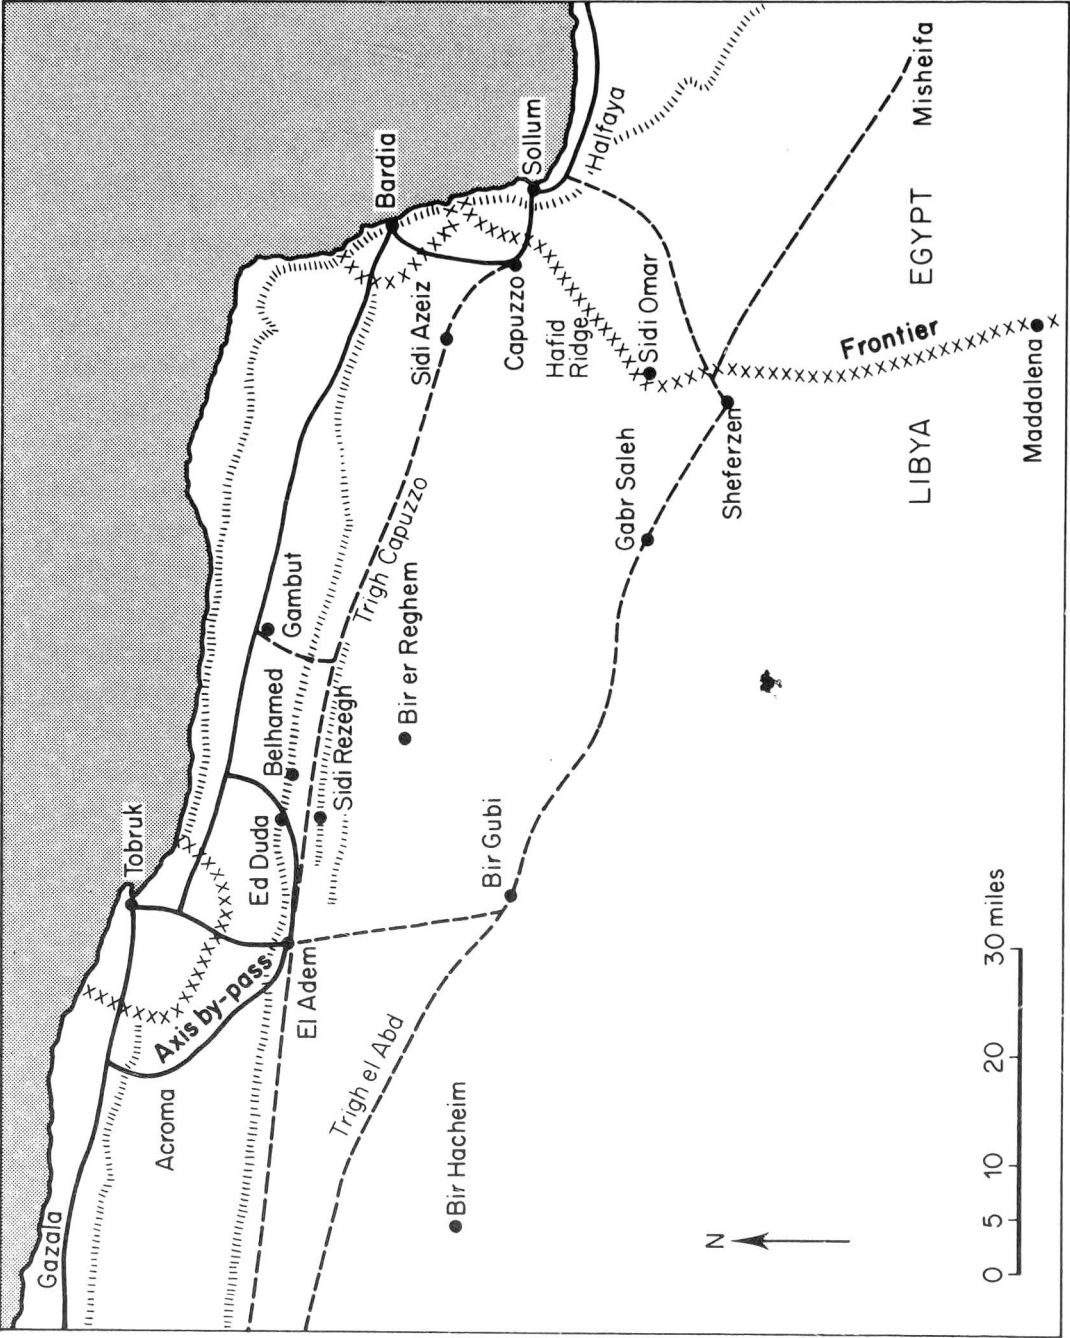 Gazala
Acroma
Axis by-pass
Tobruk
El Adem
Ed Duda
Belhamed
Sidi Rezegh
Gambut
Trigh Capuzzo
Bir er Reghem
Bardia
Sollum
Halfaya
Sidi Azeiz
Capuzzo
Hafid
Ridge
Sidi Omar
Misheifa
EGYPT
Frontier
LIBYA
Maddalena
Sheferzen
Gabr Saleh
Bir Gubi
Trigh el Abd
Bir Hacheim
N
0 5 10 20 30 miles